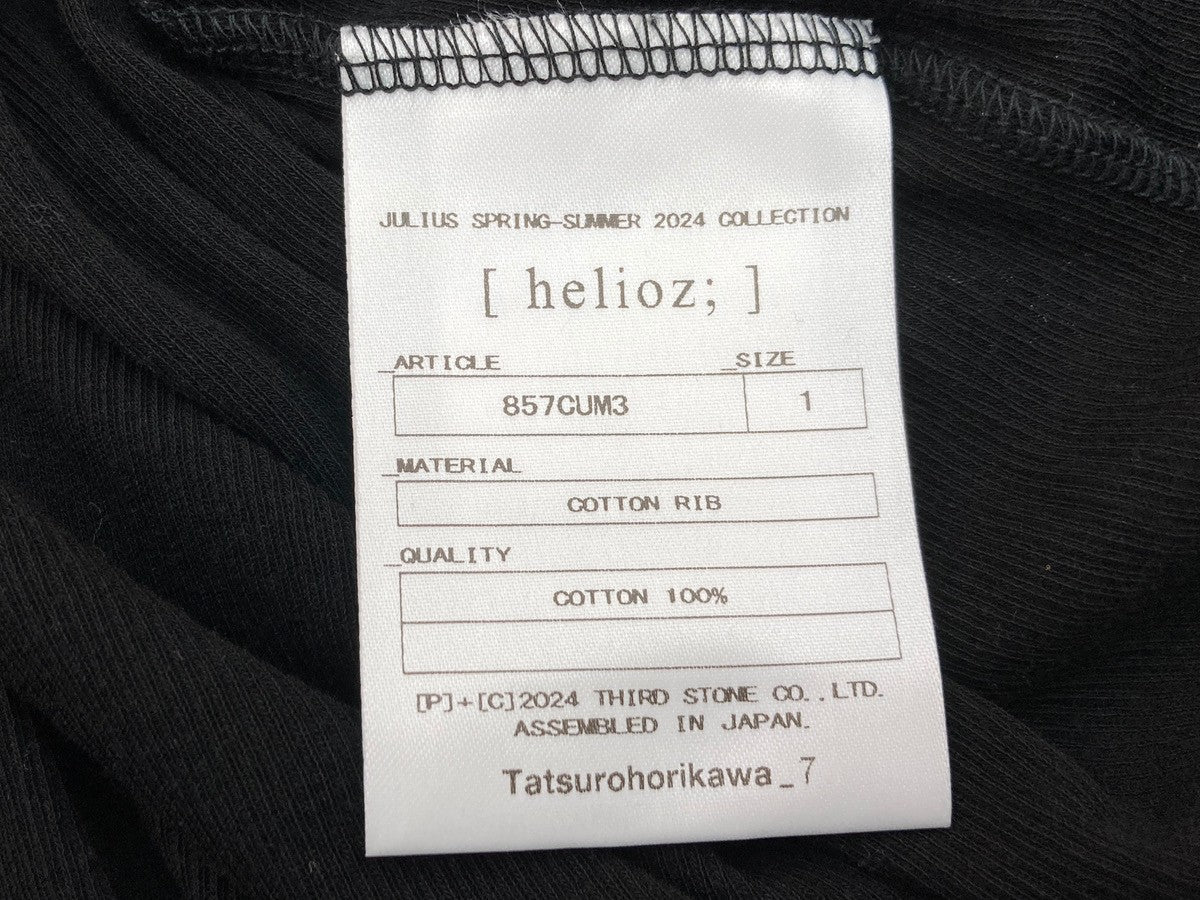 JULIUS SPRING-SUMMER 2024 COLLECTION
[ helioz; ]
_ARTICLE _SIZE
857CUM3 1
_MATERIAL
COTTON RIB
_QUALITY
COTTON 100%
[P]+[C]2024 THIRD STONE CO.,LTD.
ASSEMBLED IN JAPAN.
Tatsurohorikawa_7